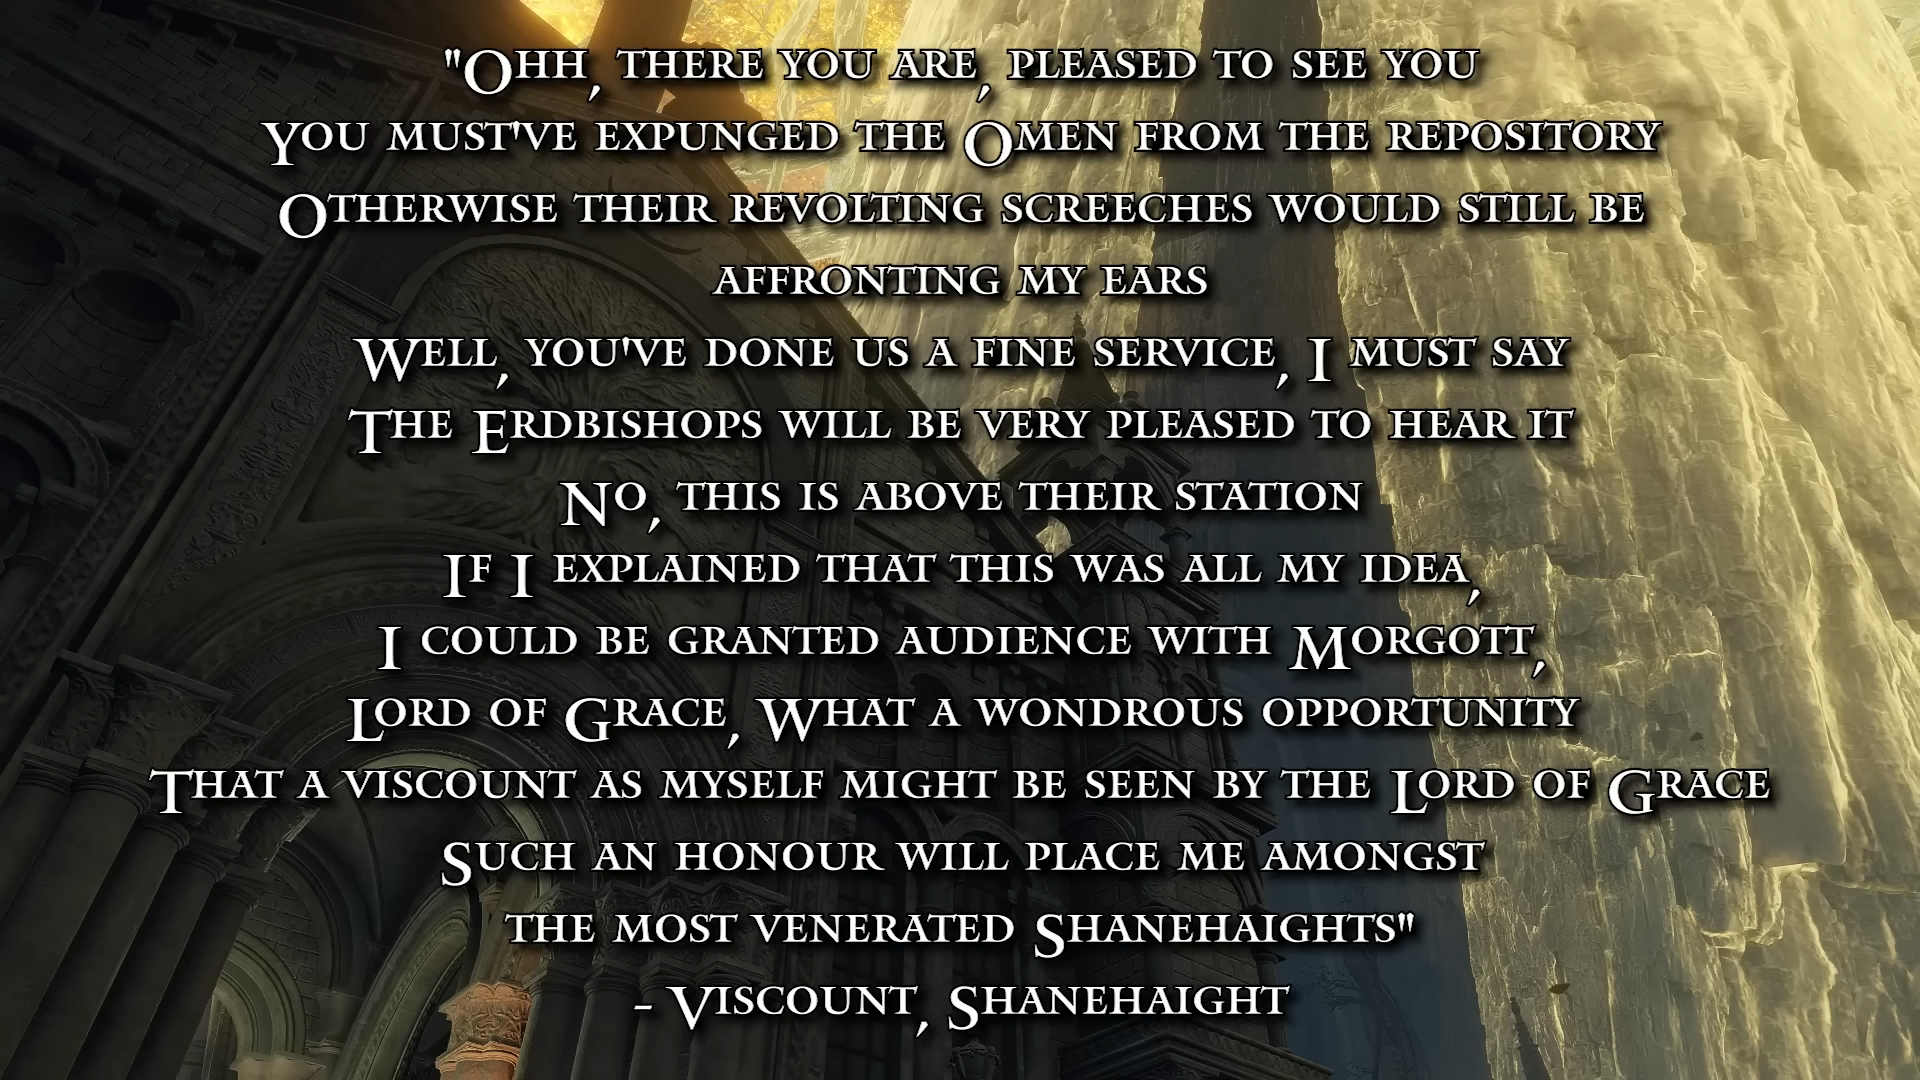 "Ohh, there you are, pleased to see you
You must've expunged the Omen from the repository
Otherwise their revolting screeches would still be
affronting my ears
Well, you've done us a fine service, I must say
The Erdbishops will be very pleased to hear it
No, this is above their station
If I explained that this was all my idea,
I could be granted audience with Morgott,
Lord of Grace, What a wondrous opportunity
That a viscount as myself might be seen by the Lord of Grace
Such an honour will place me amongst
the most venerated Shanehaights"
- Viscount, Shanehaight